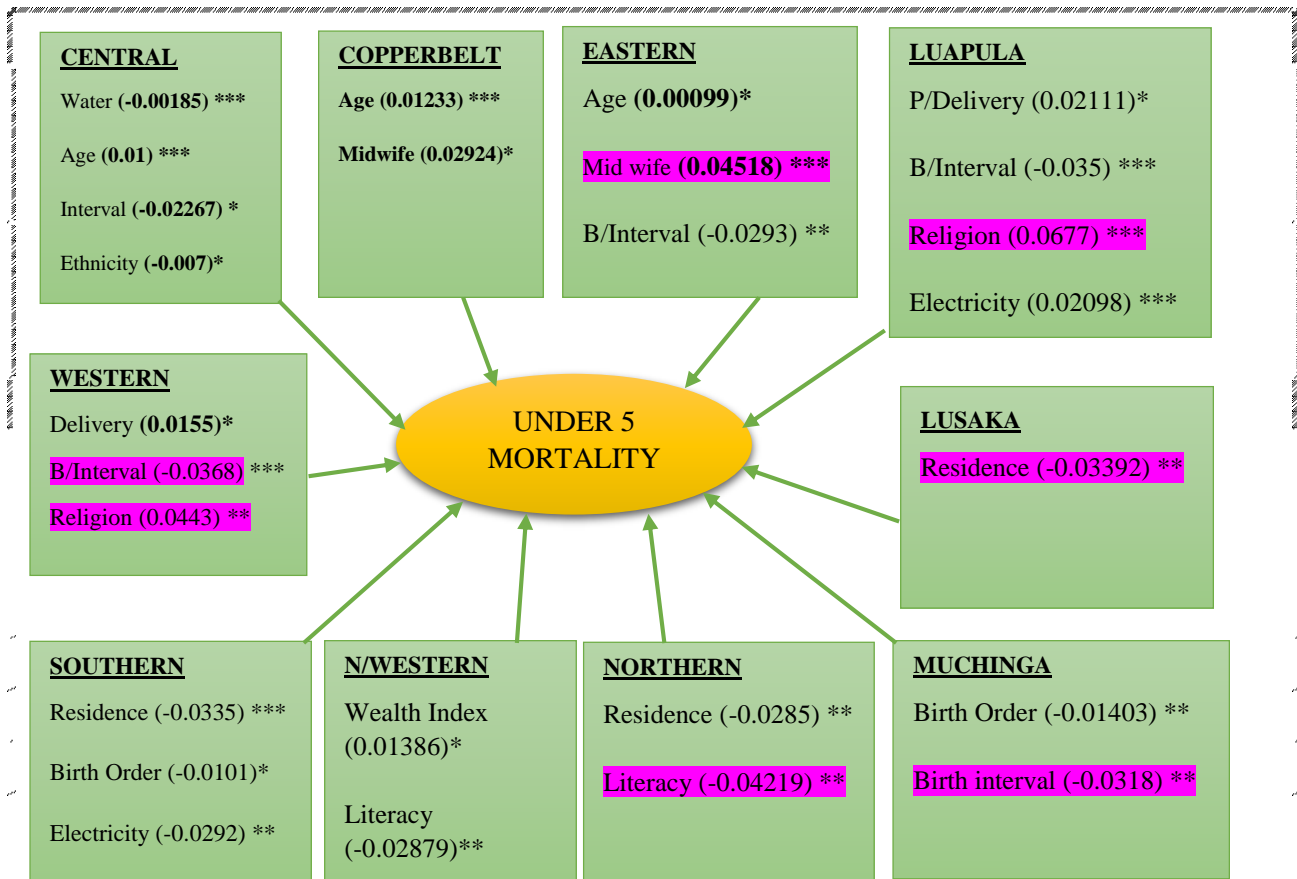 CENTRAL
Water (-0.00185) ***
Age (0.01) ***
Interval (-0.02267) *
Ethnicity (-0.007)*
COPPERBELT
Age (0.01233) ***
Midwife (0.02924)*
EASTERN
Age (0.00099)*
Mid wife (0.04518) ***
B/Interval (-0.0293) **
LUAPULA
P/Delivery (0.02111)*
B/Interval (-0.035) ***
Religion (0.0677) ***
Electricity (0.02098) ***
WESTERN
Delivery (0.0155)*
B/Interval (-0.0368) ***
Religion (0.0443) **
UNDER 5
MORTALITY
LUSAKA
Residence (-0.03392) **
SOUTHERN
Residence (-0.0335) ***
Birth Order (-0.0101)*
Electricity (-0.0292) **
N/WESTERN
Wealth Index
(0.01386)*
Literacy
(-0.02879)**
NORTHERN
Residence (-0.0285) **
Literacy (-0.04219) **
MUCHINGA
Birth Order (-0.01403) **
Birth interval (-0.0318) **